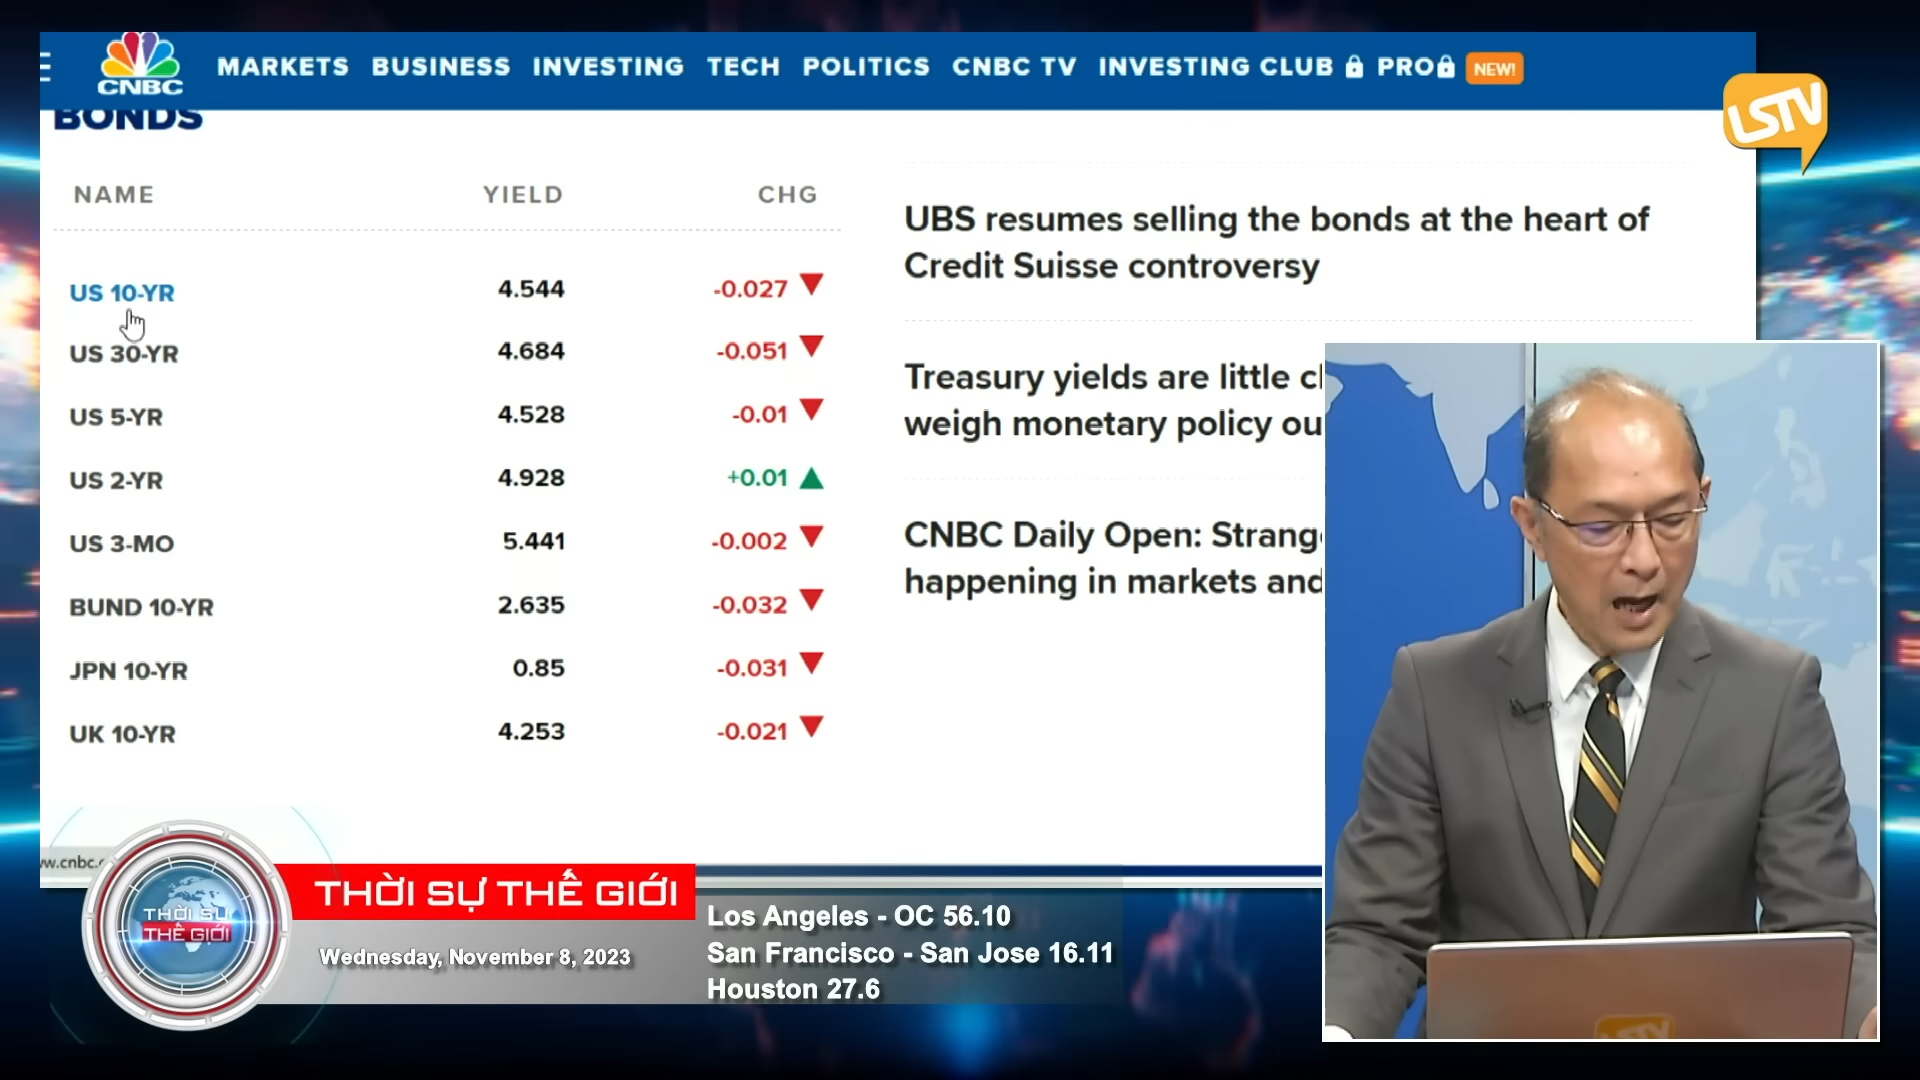 CNBC
MARKETS BUSINESS INVESTING TECH POLITICS CNBC TV INVESTING CLUB PRO NEW!
LSTV
BONDS
NAME YIELD CHG
US 10-YR 4.544 -0.027
US 30-YR 4.684 -0.051
US 5-YR 4.528 -0.01
US 2-YR 4.928 +0.01
US 3-MO 5.441 -0.002
BUND 10-YR 2.635 -0.032
JPN 10-YR 0.85 -0.031
UK 10-YR 4.253 -0.021
UBS resumes selling the bonds at the heart of
Credit Suisse controversy
Treasury yields are little
weigh monetary policy
CNBC Daily Open:
happening in markets and
THỜI SỰ
THẾ GIỚI
THỜI SỰ THẾ GIỚI
Wednesday, November 8, 2023
Los Angeles - OC 56.10
San Francisco - San Jose 16.11
Houston 27.6
LSTV